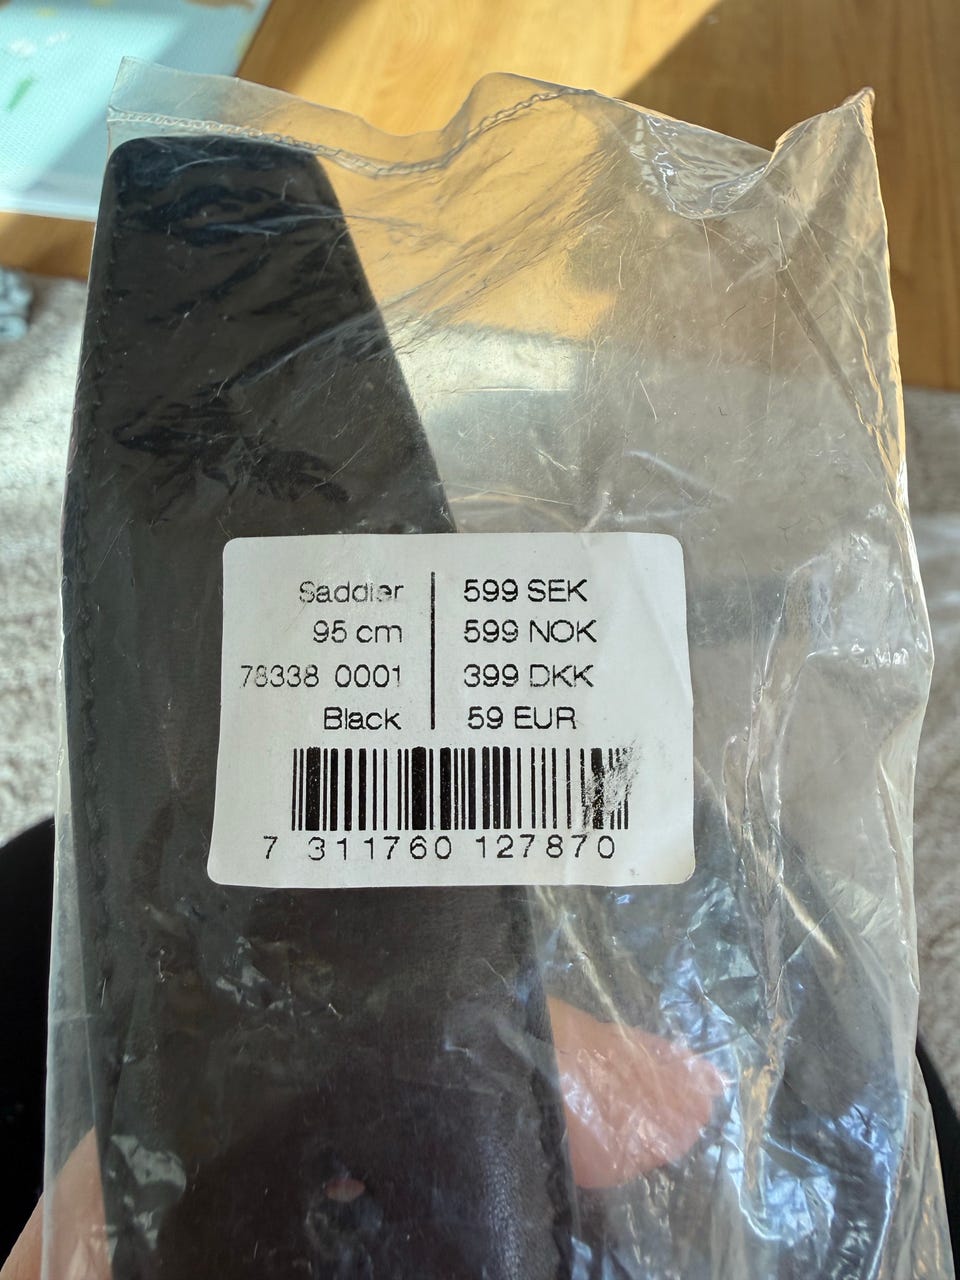 Saddler
95 cm
78338 0001
Black
599 SEK
599 NOK
399 DKK
59 EUR
7 311760 127870